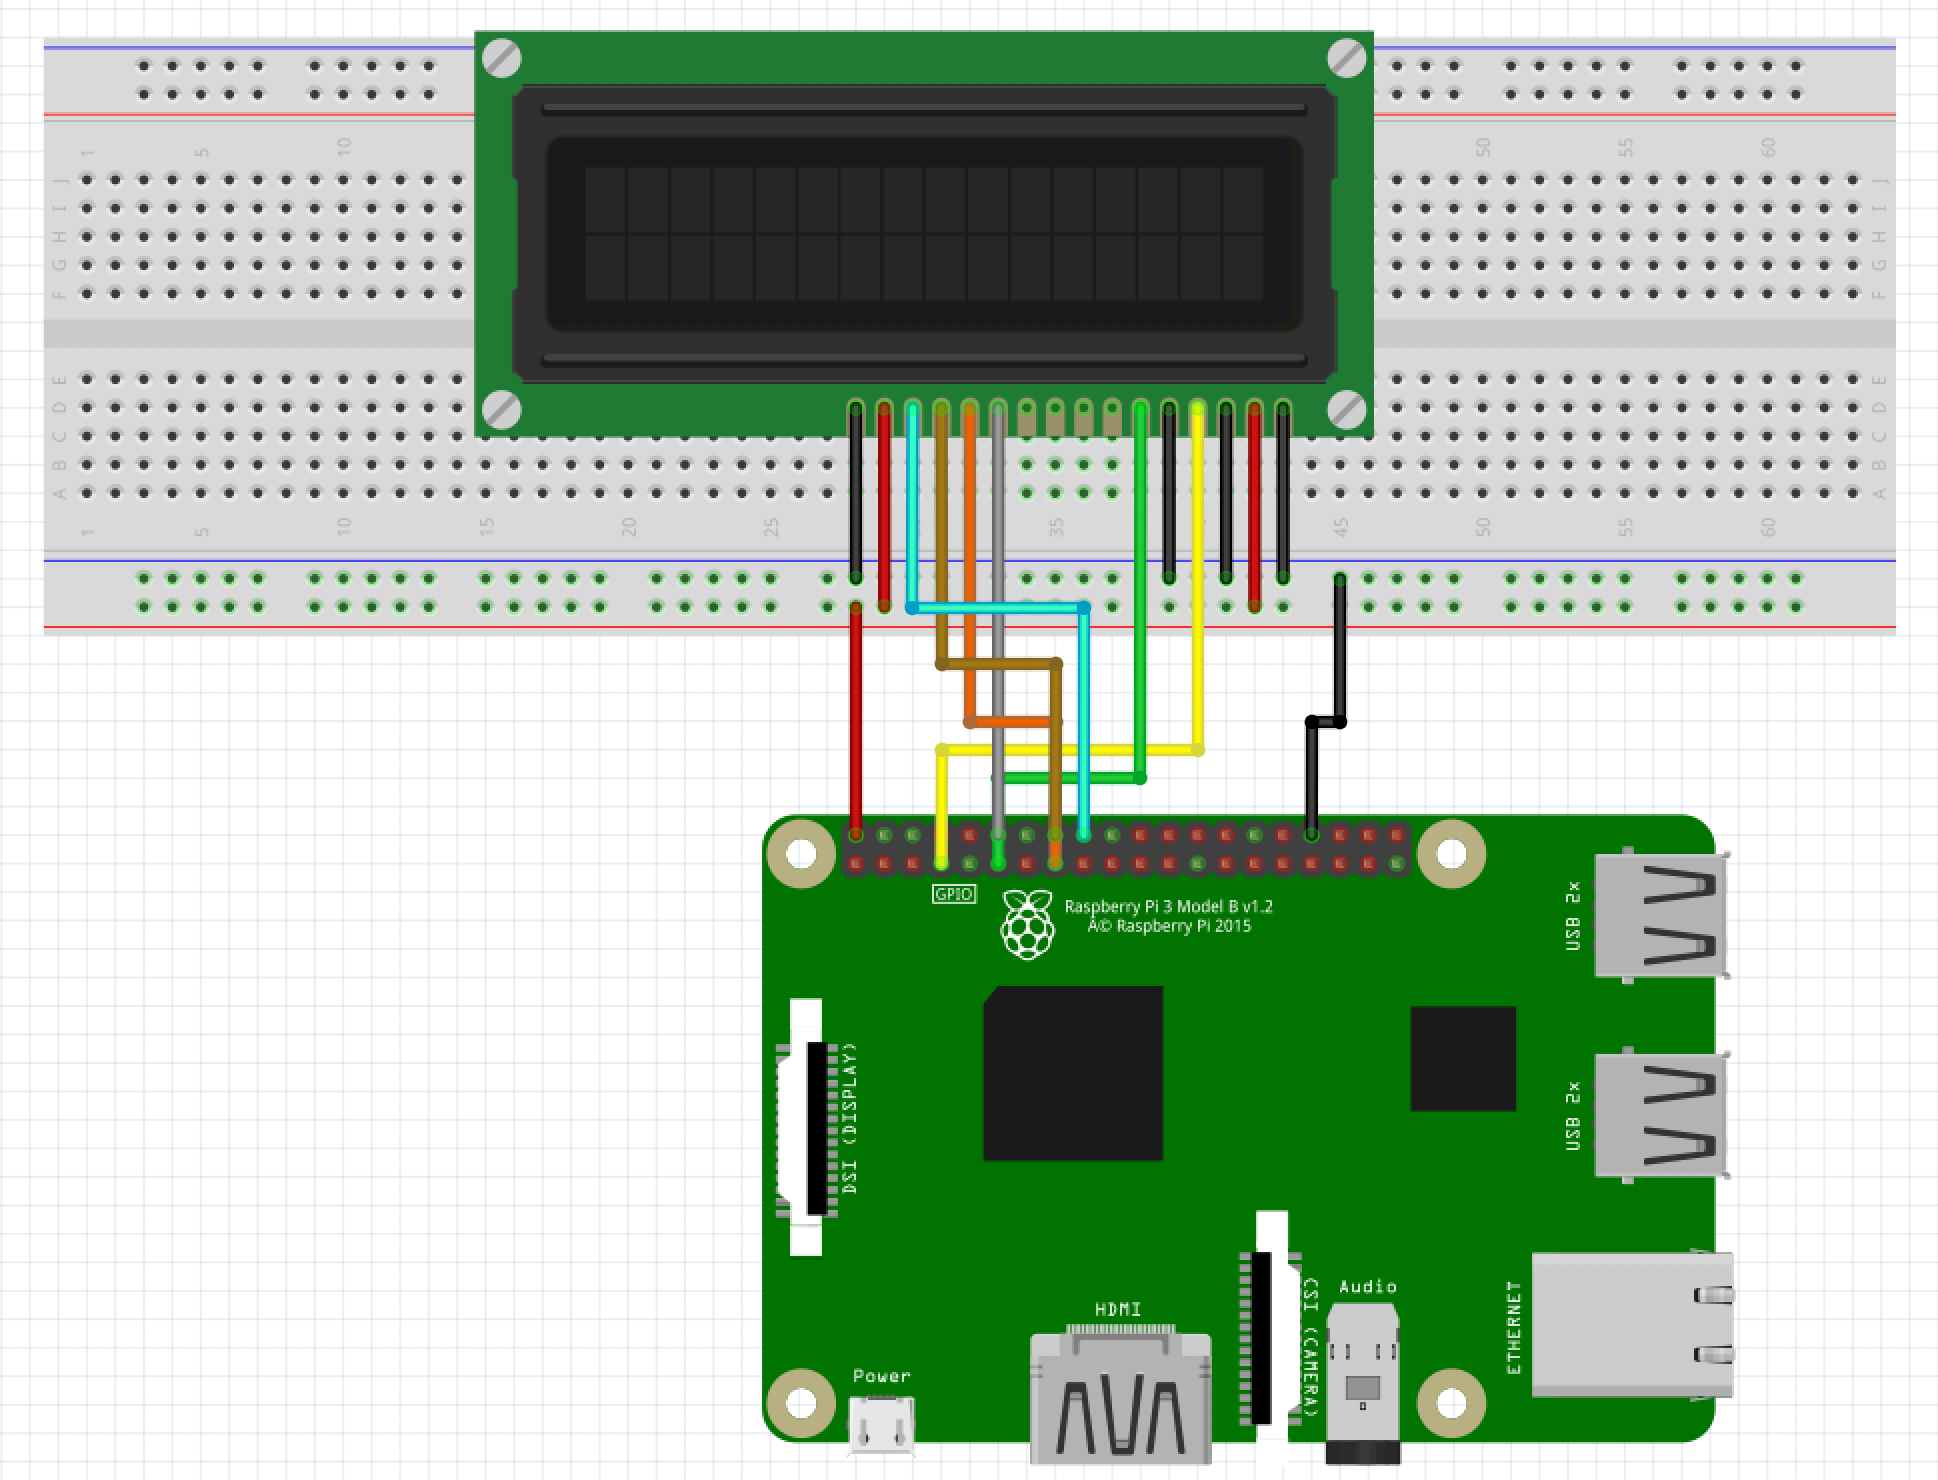 1 5 10 50 55 60
J J
I I
H H
G G
F F
E E
D D
C C
B B
A A
1 5 10 15 20 25 35 45 50 55 60
GPIO
Raspberry Pi 3 Model B v1.2
© Raspberry Pi 2015
USB 2x
DSI (DISPLAY)
USB 2x
HDMI
CSI (CAMERA)
Audio
ETHERNET
Power